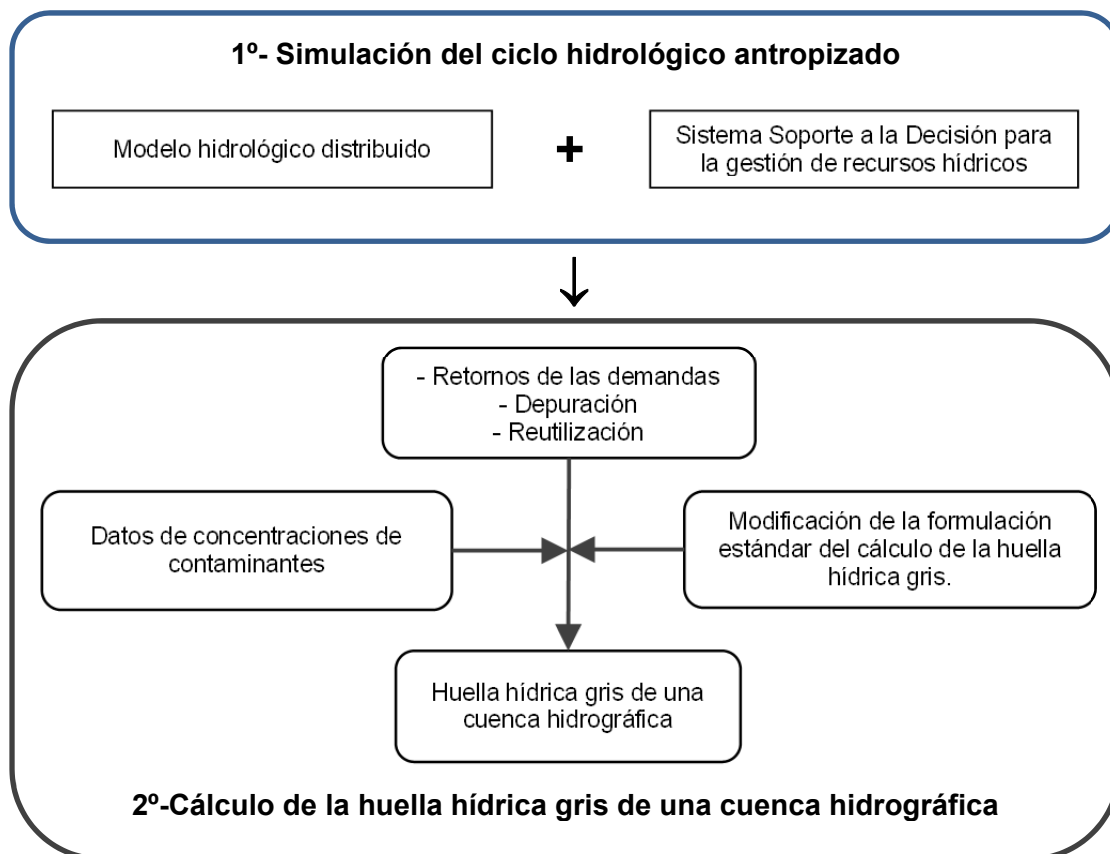 1º- Simulación del ciclo hidrológico antropizado
Modelo hidrológico distribuido
+
Sistema Soporte a la Decisión para
la gestión de recursos hídricos
- Retornos de las demandas
- Depuración
- Reutilización
Datos de concentraciones de
contaminantes
Modificación de la formulación
estándar del cálculo de la huella
hídrica gris.
Huella hídrica gris de una
cuenca hidrográfica
2º-Cálculo de la huella hídrica gris de una cuenca hidrográfica